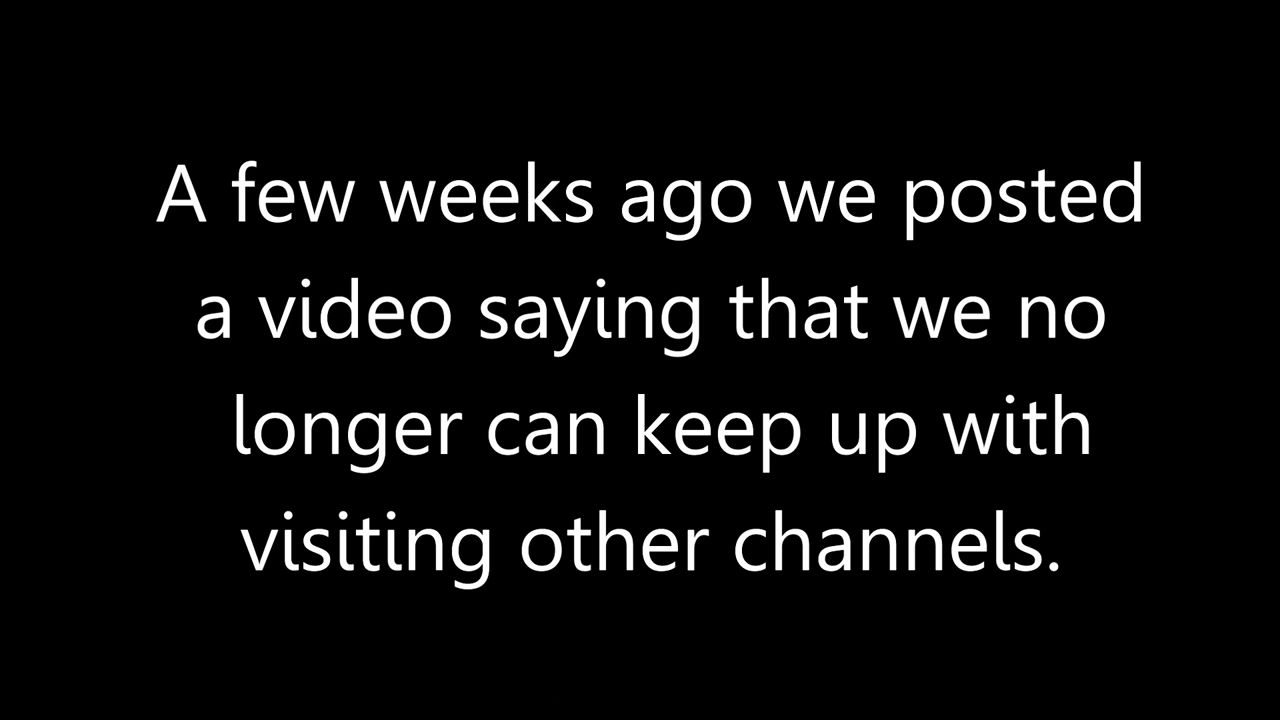 A few weeks ago we posted
a video saying that we no
longer can keep up with
visiting other channels.